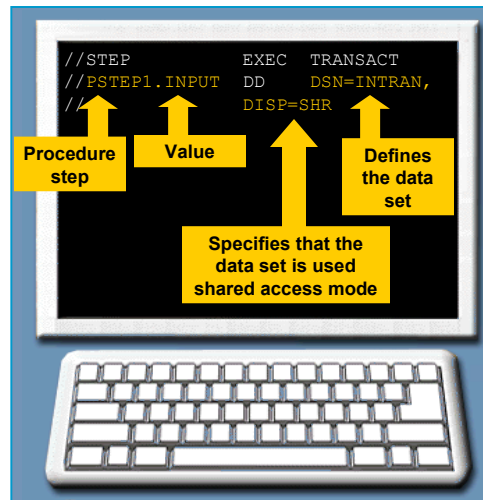 //STEP EXEC TRANSACT
//PSTEP1.INPUT DD DSN=INTRAN,
// DISP=SHR
Procedure
step
Value
Defines
the data
set
Specifies that the
data set is used
shared access mode